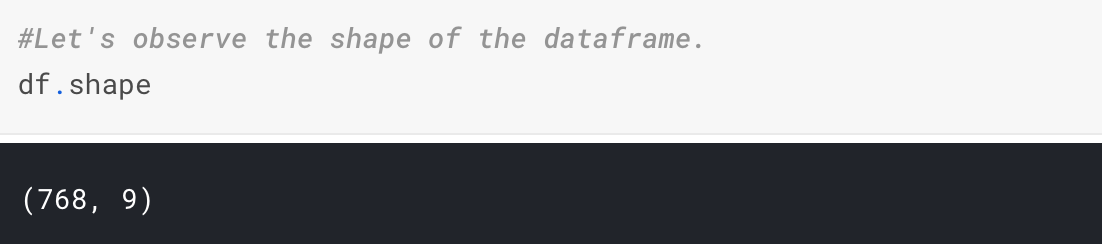 #Let's observe the shape of the dataframe.
df.shape
(768, 9)